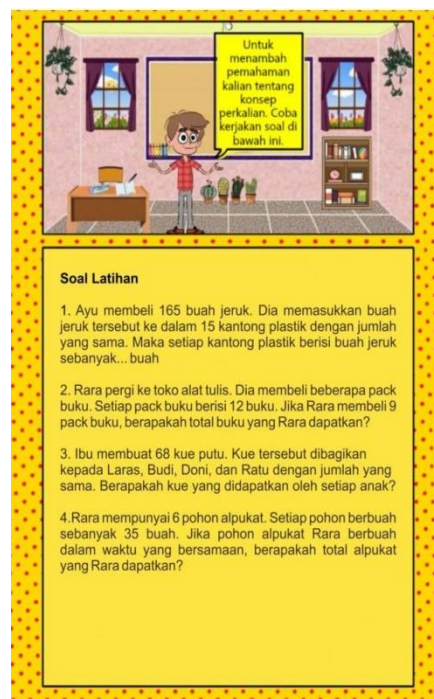 Untuk
menambah
pemahaman
kalian tentang
konsep
perkalian. Coba
kerjakan soal di
bawah ini.
Soal Latihan
1. Ayu membeli 165 buah jeruk. Dia memasukkan buah
jeruk tersebut ke dalam 15 kantong plastik dengan jumlah
yang sama. Maka setiap kantong plastik berisi buah jeruk
sebanyak... buah
2. Rara pergi ke toko alat tulis. Dia membeli beberapa pack
buku. Setiap pack buku berisi 12 buku. Jika Rara membeli 9
pack buku, berapakah total buku yang Rara dapatkan?
3. Ibu membuat 68 kue putu. Kue tersebut dibagikan
kepada Laras, Budi, Doni, dan Ratu dengan jumlah yang
sama. Berapakah kue yang didapatkan oleh setiap anak?
4.Rara mempunyai 6 pohon alpukat. Setiap pohon berbuah
sebanyak 35 buah. Jika pohon alpukat Rara berbuah
dalam waktu yang bersamaan, berapakah total alpukat
yang Rara dapatkan?